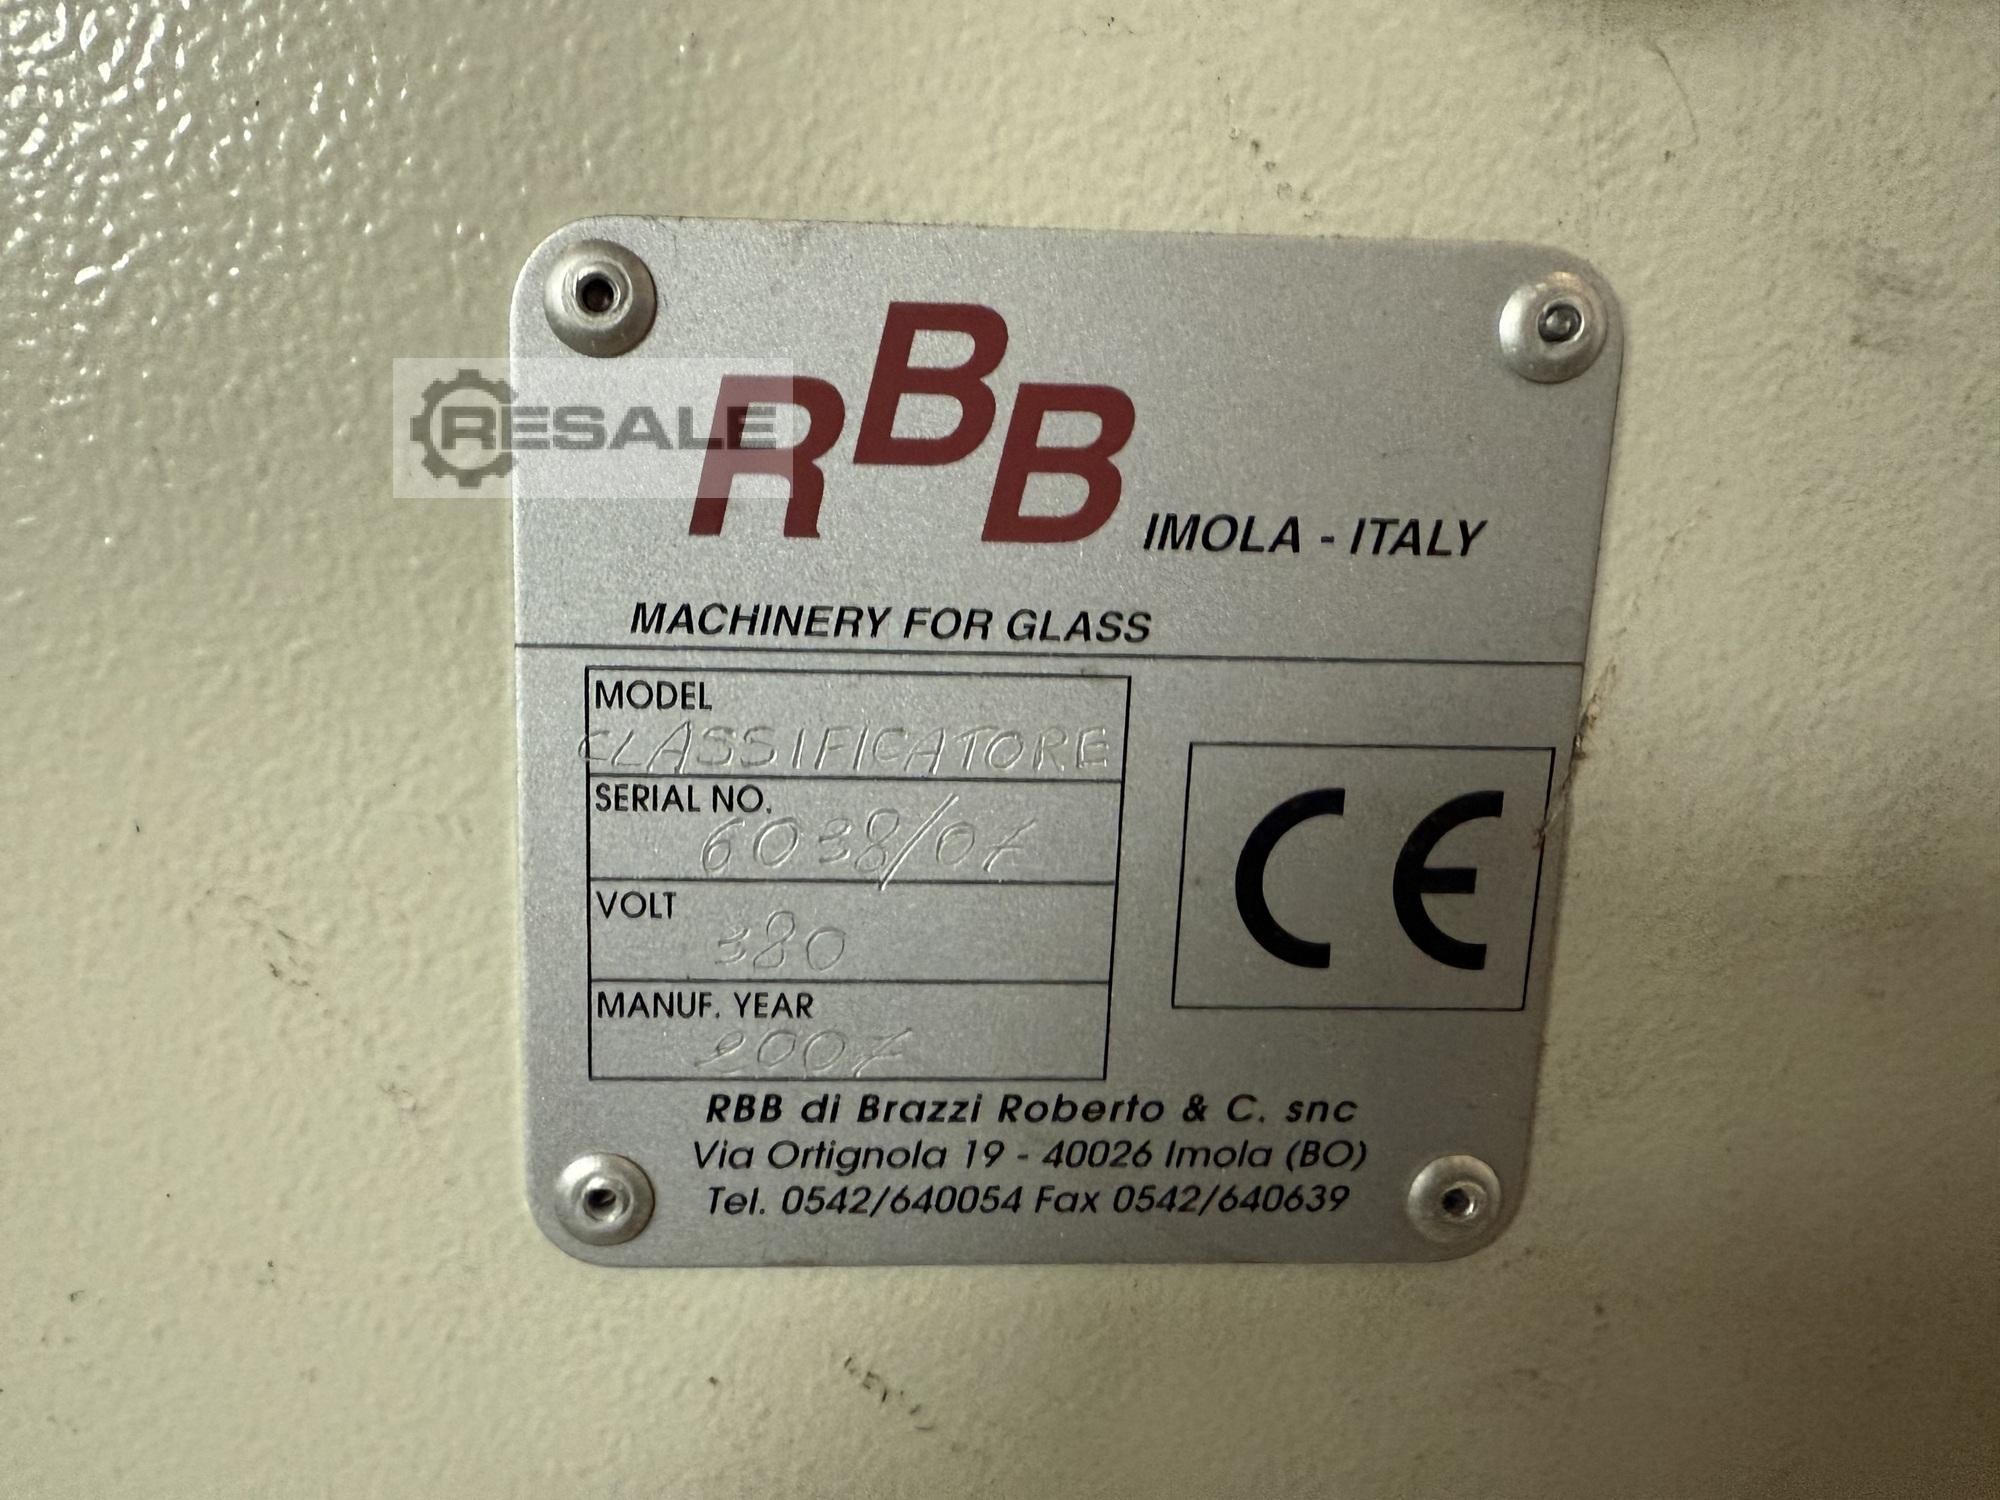 RESALE
RBB IMOLA - ITALY
MACHINERY FOR GLASS
MODEL
CLASSIFICATORE
SERIAL NO.
6038/07
VOLT
380
MANUF. YEAR
2007
CE
RBB di Brazzi Roberto & C. snc
Via Ortignola 19 - 40026 Imola (BO)
Tel. 0542/640054 Fax 0542/640639